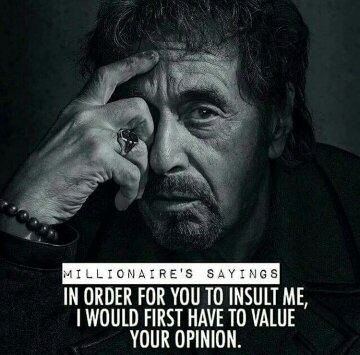 MILLIONAIRE'S SAYINGS
IN ORDER FOR YOU TO INSULT ME,
I WOULD FIRST HAVE TO VALUE
YOUR OPINION.